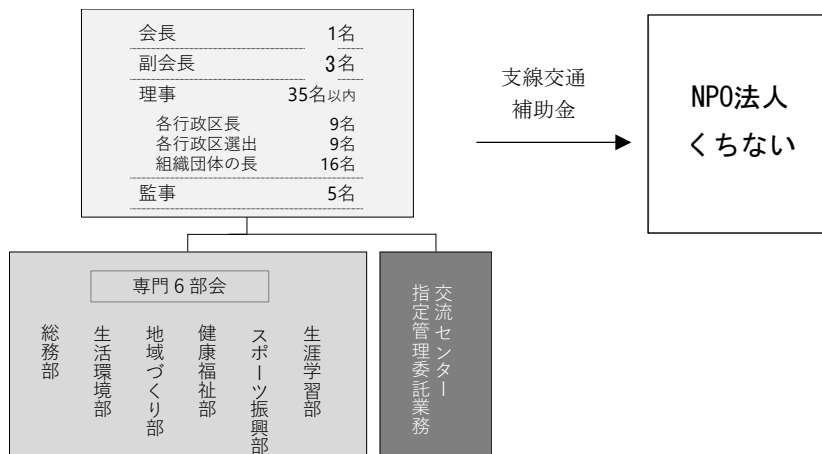 会長 1名
副会長 3名
理事 35名以内
各行政区長 9名
各行政区選出 9名
組織団体の長 16名
監事 5名
支線交通
補助金
NPO法人
くちない
専門6部会
総務部
生活環境部
地域づくり部
健康福祉部
スポーツ振興部
生涯学習部
交流センター
指定管理委託業務